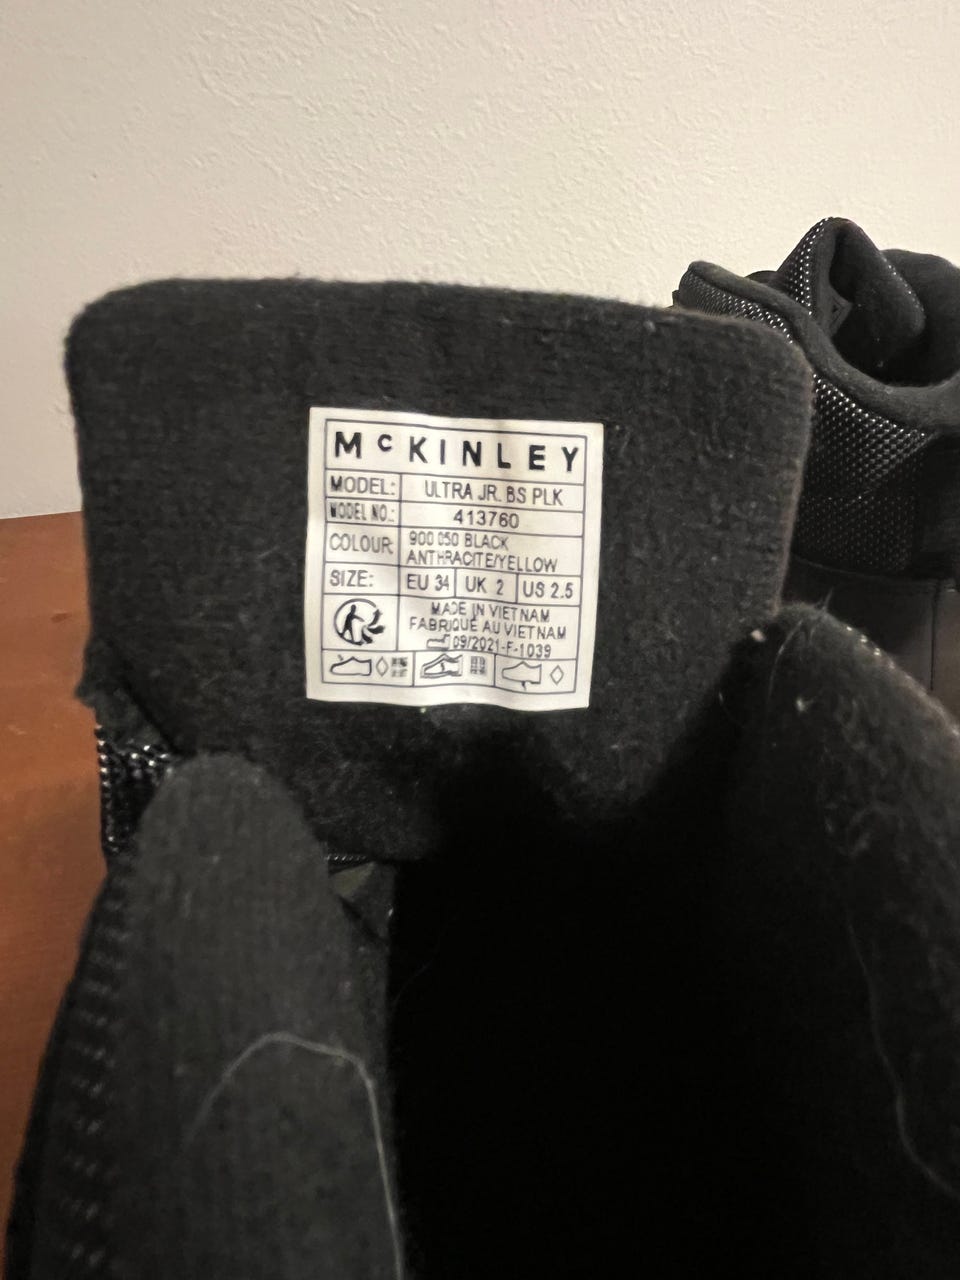 McKINLEY
MODEL: ULTRA JR. BS PLK
MODEL NO.: 413760
COLOUR: 900 050 BLACK
ANTHRACITE/YELLOW
SIZE: EU 34 UK 2 US 2.5
MADE IN VIETNAM
FABRIQUÉ AU VIETNAM
09/2021-F-1039